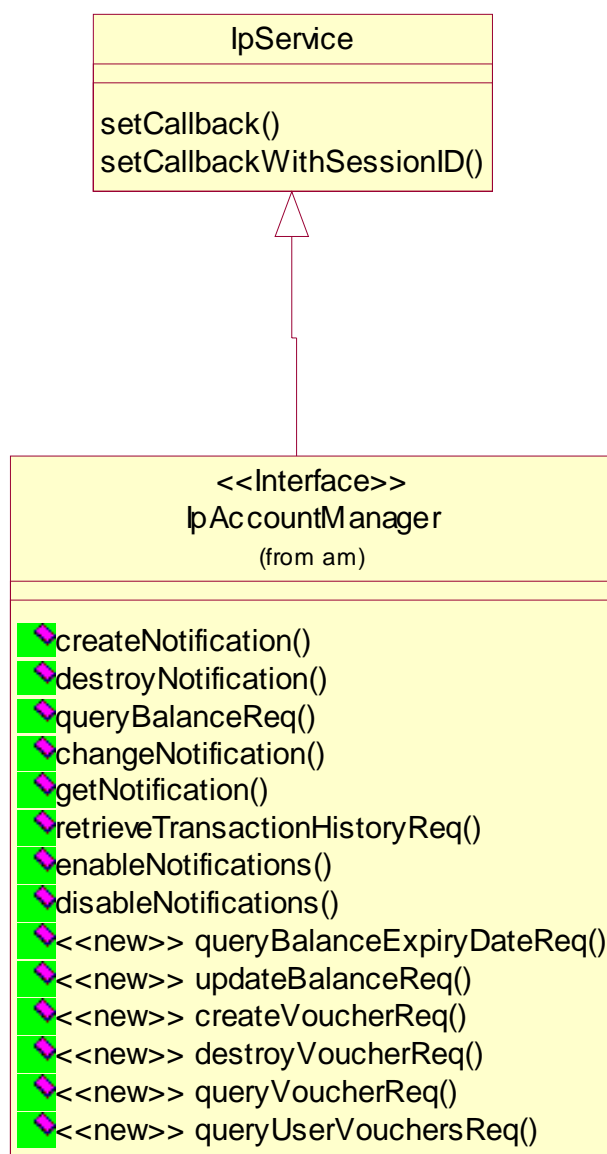 IpService
setCallback()
setCallbackWithSessionID()
<<Interface>>
IpAccountManager
(from am)
createNotification()
destroyNotification()
queryBalanceReq()
changeNotification()
getNotification()
retrieveTransactionHistoryReq()
enableNotifications()
disableNotifications()
<<new>> queryBalanceExpiryDateReq()
<<new>> updateBalanceReq()
<<new>> createVoucherReq()
<<new>> destroyVoucherReq()
<<new>> queryVoucherReq()
<<new>> queryUserVouchersReq()